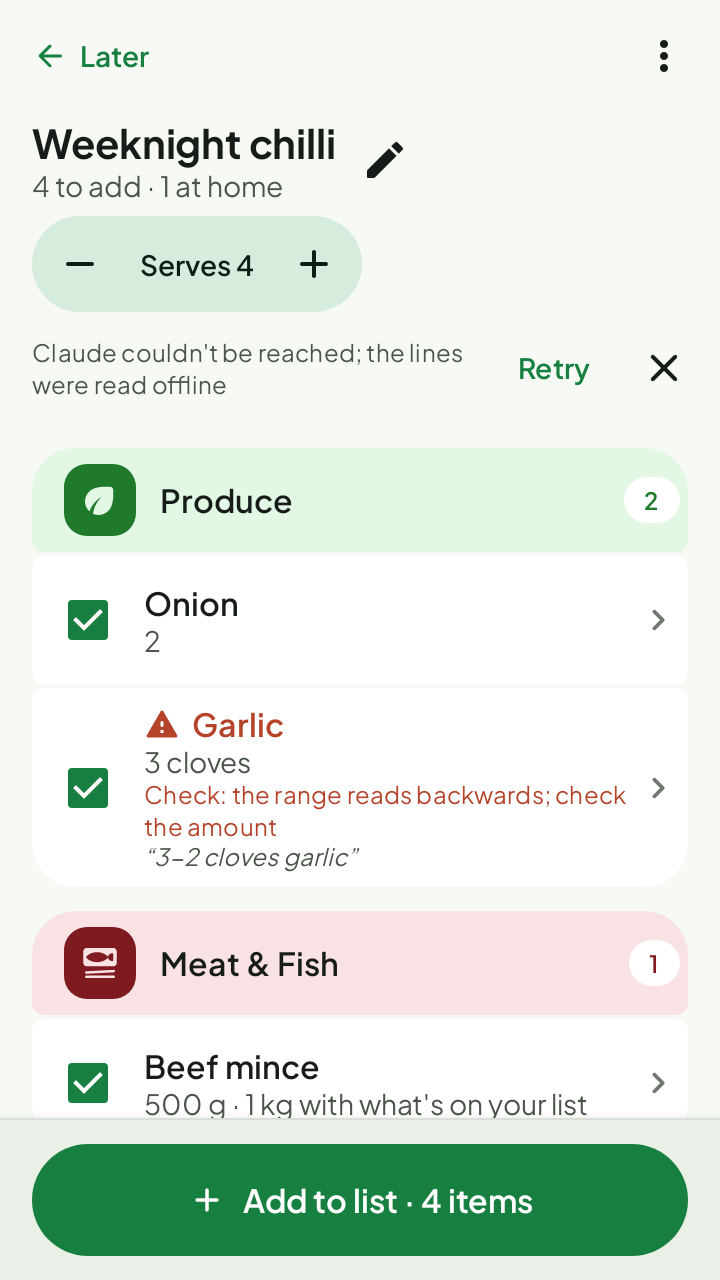 Later
Weeknight chilli
4 to add · 1 at home
Serves 4
Claude couldn't be reached; the lines
were read offline
Retry
Produce
2
Onion
2
Garlic
3 cloves
Check: the range reads backwards; check
the amount
“3–2 cloves garlic”
Meat & Fish
1
Beef mince
500 g · 1 kg with what's on your list
Add to list · 4 items